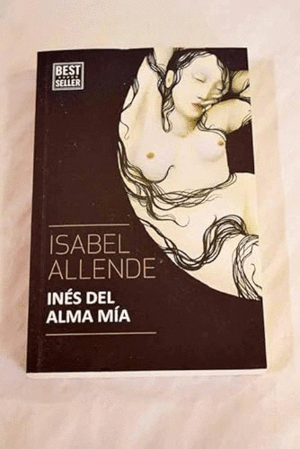 BEST
SELLER
ISABEL
ALLENDE
INÉS DEL
ALMA MÍA